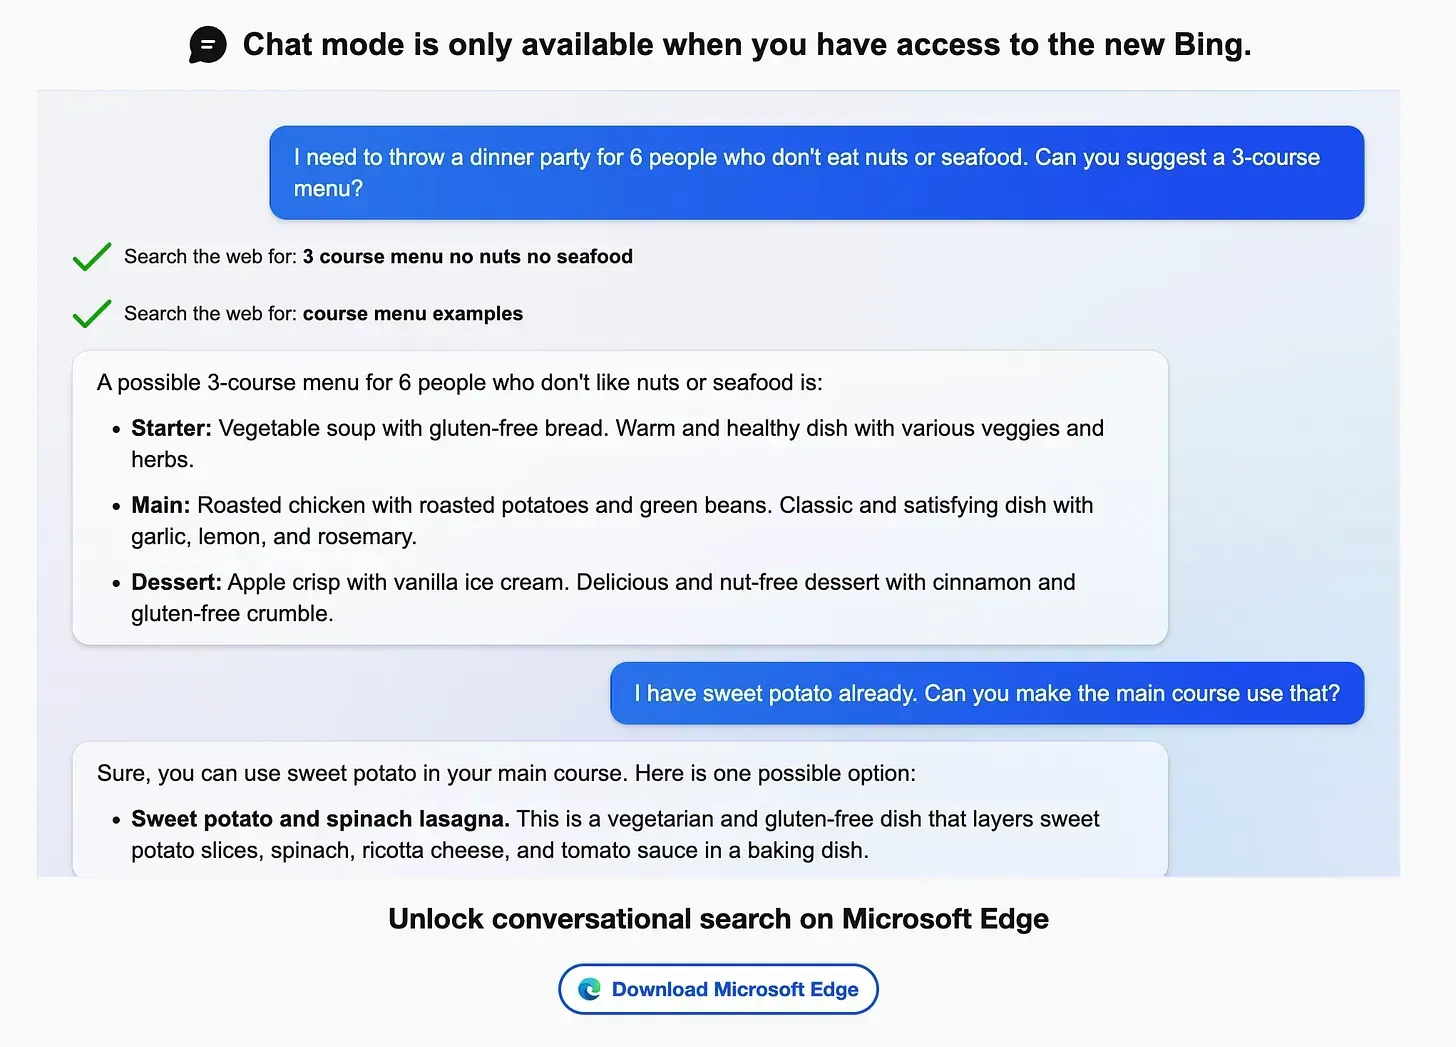 Chat mode is only available when you have access to the new Bing.
I need to throw a dinner party for 6 people who don't eat nuts or seafood. Can you suggest a 3-course
menu?
Search the web for: 3 course menu no nuts no seafood
Search the web for: course menu examples
A possible 3-course menu for 6 people who don't like nuts or seafood is:
• Starter: Vegetable soup with gluten-free bread. Warm and healthy dish with various veggies and
herbs.
• Main: Roasted chicken with roasted potatoes and green beans. Classic and satisfying dish with
garlic, lemon, and rosemary.
• Dessert: Apple crisp with vanilla ice cream. Delicious and nut-free dessert with cinnamon and
gluten-free crumble.
I have sweet potato already. Can you make the main course use that?
Sure, you can use sweet potato in your main course. Here is one possible option:
• Sweet potato and spinach lasagna. This is a vegetarian and gluten-free dish that layers sweet
potato slices, spinach, ricotta cheese, and tomato sauce in a baking dish.
Unlock conversational search on Microsoft Edge
Download Microsoft Edge